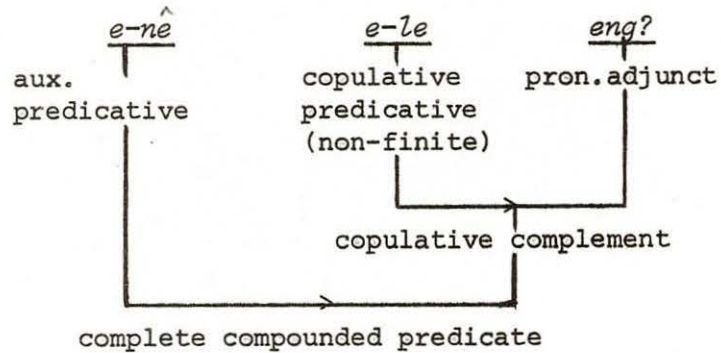 e-nê e-le eng?
aux. copulative pron.adjunct
predicative predicative
(non-finite)
copulative complement
complete compounded predicate